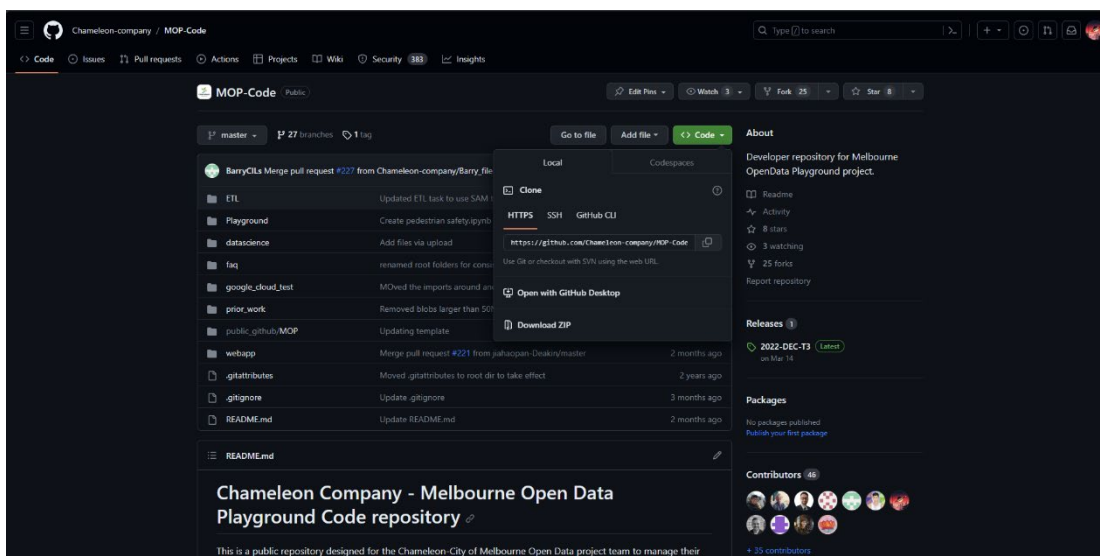 Chameleon-company / MOP-Code
Type / to search
<> Code Issues Pull requests Actions Projects Wiki Security 383 Insights
MOP-Code Public
Edit Pins Watch 3 Fork 25 Star 8
master 27 branches 1 tag
Go to file Add file <> Code
BarryCILs Merge pull request #227 from Chameleon-company/Barry_file
ETL Updated ETL task to use SAM
Playground Create pedestrian safety.ipynb
datascience Add files via upload
faq renamed root folders for
google_cloud_test MOved the imports around
prior_work Removed blobs larger than
public_github/MOP Updating template
webapp Merge pull request #221 from jiahaopan-Deakin/master 2 months ago
.gitattributes Moved .gitattributes to root dir to take effect 2 years ago
.gitignore Update .gitignore 3 months ago
README.md Update README.md 2 months ago
Local Codespaces
Clone
HTTPS SSH GitHub CLI
https://github.com/Chameleon-company/MOP-Code
Use Git or checkout with SVN using the web URL.
Open with GitHub Desktop
Download ZIP
README.md
Chameleon Company - Melbourne Open Data
Playground Code repository
This is a public repository designed for the Chameleon-City of Melbourne Open Data project team to manage their
About
Developer repository for Melbourne
OpenData Playground project.
Readme
Activity
8 stars
3 watching
25 forks
Report repository
Releases 1
2022-DEC-T3 Latest
on Mar 14
Packages
No packages published
Publish your first package
Contributors 46
+ 35 contributors